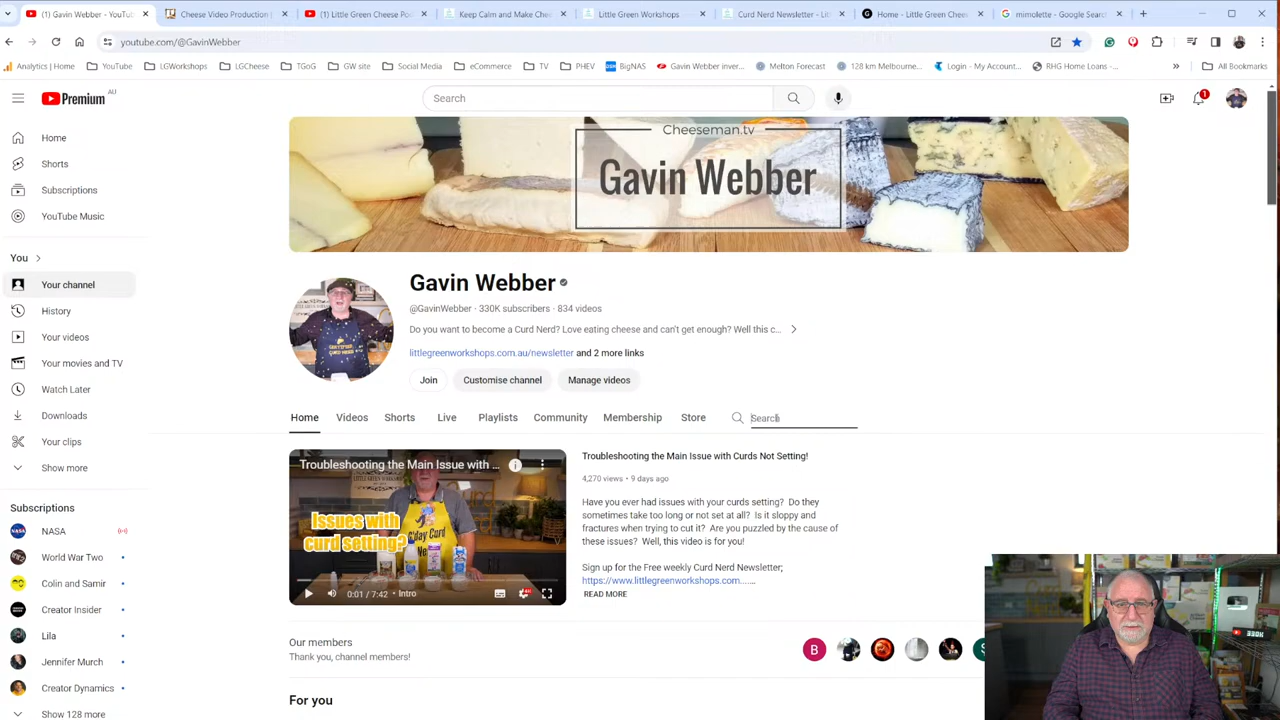 Gavin Webber - YouTu
Cheese Video Production
(1) Little Green Cheese Po
Keep Calm and Make Chee
Little Green Workshops
Curd Nerd Newsletter - Litt
Home - Little Green Chee
mimolette - Google Search
youtube.com/@GavinWebber
Analytics | Home
YouTube
LGWorkshops
LGCheese
TGoG
GW site
Social Media
eCommerce
TV
PHEV
BigNAS
Gavin Webber inver...
Melton Forecast
128 km Melbourne...
Login - My Account...
RHG Home Loans -...
All Bookmarks
Premium AU
Search
1
Home
Shorts
Subscriptions
YouTube Music
You
Your channel
History
Your videos
Your movies and TV
Watch Later
Downloads
Your clips
Show more
Subscriptions
NASA
World War Two
Colin and Samir
Creator Insider
Lila
Jennifer Murch
Creator Dynamics
Show 128 more
Cheeseman.tv
Gavin Webber
Gavin Webber
@GavinWebber · 330K subscribers · 834 videos
Do you want to become a Curd Nerd? Love eating cheese and can't get enough? Well this c...
littlegreenworkshops.com.au/newsletter and 2 more links
Join
Customise channel
Manage videos
Home
Videos
Shorts
Live
Playlists
Community
Membership
Store
Search
Troubleshooting the Main Issue with ...
Issues with
curd setting?
0:01 / 7:42 • Intro
Troubleshooting the Main Issue with Curds Not Setting!
4,270 views • 9 days ago
Have you ever had issues with your curds setting? Do they
sometimes take too long or not set at all? Is it sloppy and
fractures when trying to cut it? Are you puzzled by the cause of
these issues? Well, this video is for you!
Sign up for the Free weekly Curd Nerd Newsletter;
https://www.littlegreenworkshops.com....…
READ MORE
Our members
Thank you, channel members!
B
S
For you
330K